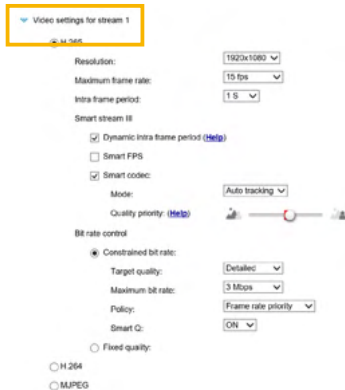 Video settings for stream 1
H.265
Resolution: 1920x1080
Maximum frame rate: 15 fps
Intra frame period: 1 S
Smart stream III
Dynamic intra frame period (Help)
Smart FPS
Smart codec:
Mode: Auto tracking
Quality priority: (Help)
Bit rate control
Constrained bit rate:
Target quality: Detailed
Maximum bit rate: 3 Mbps
Policy: Frame rate priority
Smart Q: ON
Fixed quality:
H.264
MJPEG